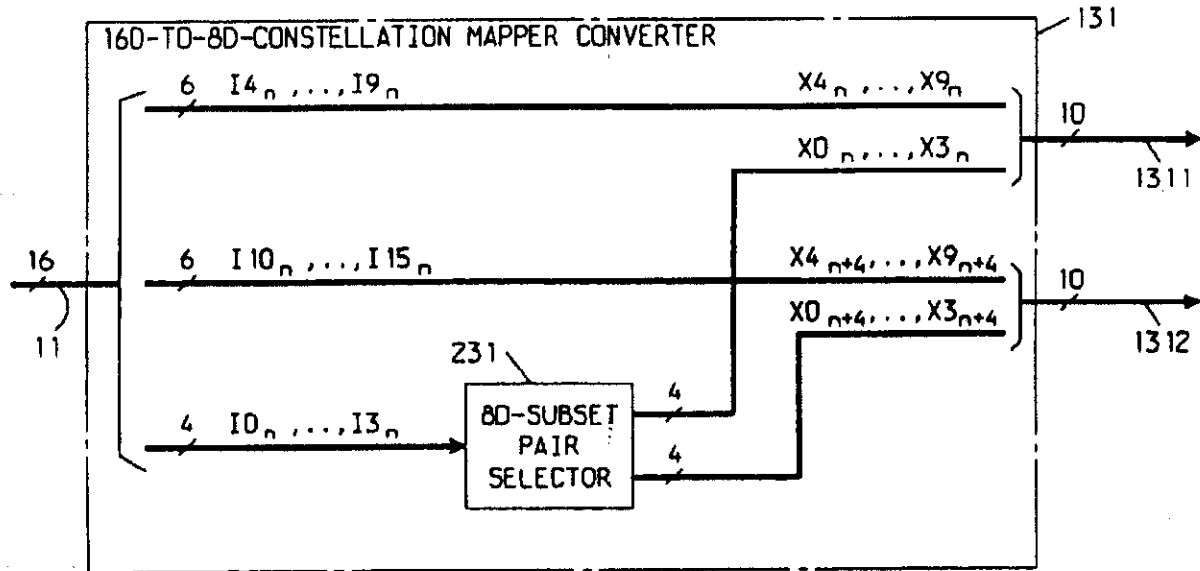 131
16D-TO-8D-CONSTELLATION MAPPER CONVERTER
6 I4n ,..,I9n X4n ,..,X9n
10
X0n,..,X3n
1311
16
6 I10n,..,I15n X4n+4,..,X9n+4
10
X0n+4,..,X3n+4
11
1312
231
4 I0n ,..,I3n
8D-SUBSET
PAIR
SELECTOR
4
4